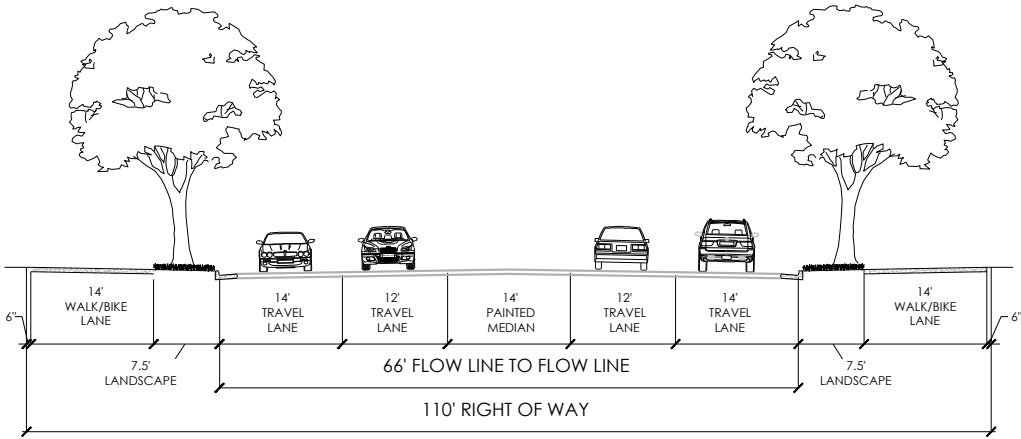 6"
14'
WALK/BIKE
LANE
7.5'
LANDSCAPE
14'
TRAVEL
LANE
12'
TRAVEL
LANE
14'
PAINTED
MEDIAN
12'
TRAVEL
LANE
14'
TRAVEL
LANE
7.5'
LANDSCAPE
14'
WALK/BIKE
LANE
6"
66' FLOW LINE TO FLOW LINE
110' RIGHT OF WAY